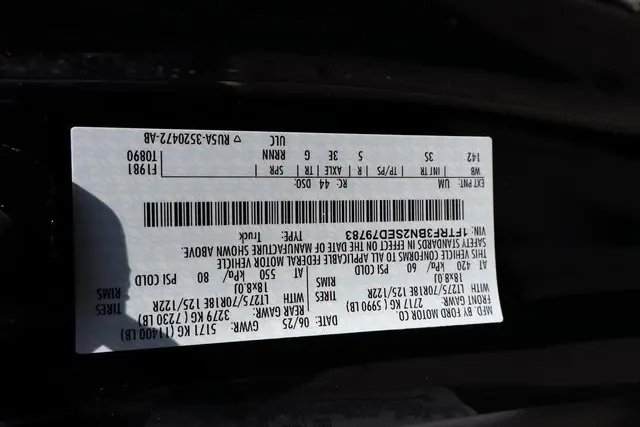 MFD. BY FORD MOTOR CO.
DATE: 06/25 GVWR: 5171 KG (11400 LB)
FRONT GAWR: 2717 KG ( 5990 LB) REAR GAWR: 3279 KG ( 7230 LB)
WITH LT275/70R18E 125/122R TIRES WITH LT275/70R18E 125/122R TIRES
18x8.0J RIMS 18x8.0J RIMS
AT 420 kPa/ 60 PSI COLD AT 550 kPa/ 80 PSI COLD
THIS VEHICLE CONFORMS TO ALL APPLICABLE FEDERAL MOTOR VEHICLE
SAFETY STANDARDS IN EFFECT ON THE DATE OF MANUFACTURE SHOWN ABOVE.
VIN: 1FTRF3BN2SED79783 TYPE: Truck
EXT PNT: UM RC: 44 DSO:
WB INT TR TP/PS R AXLE TR SPR F1981
142 3S 5 3E G RRNN T0890
ULC ▽ RU5A-3520472-AB